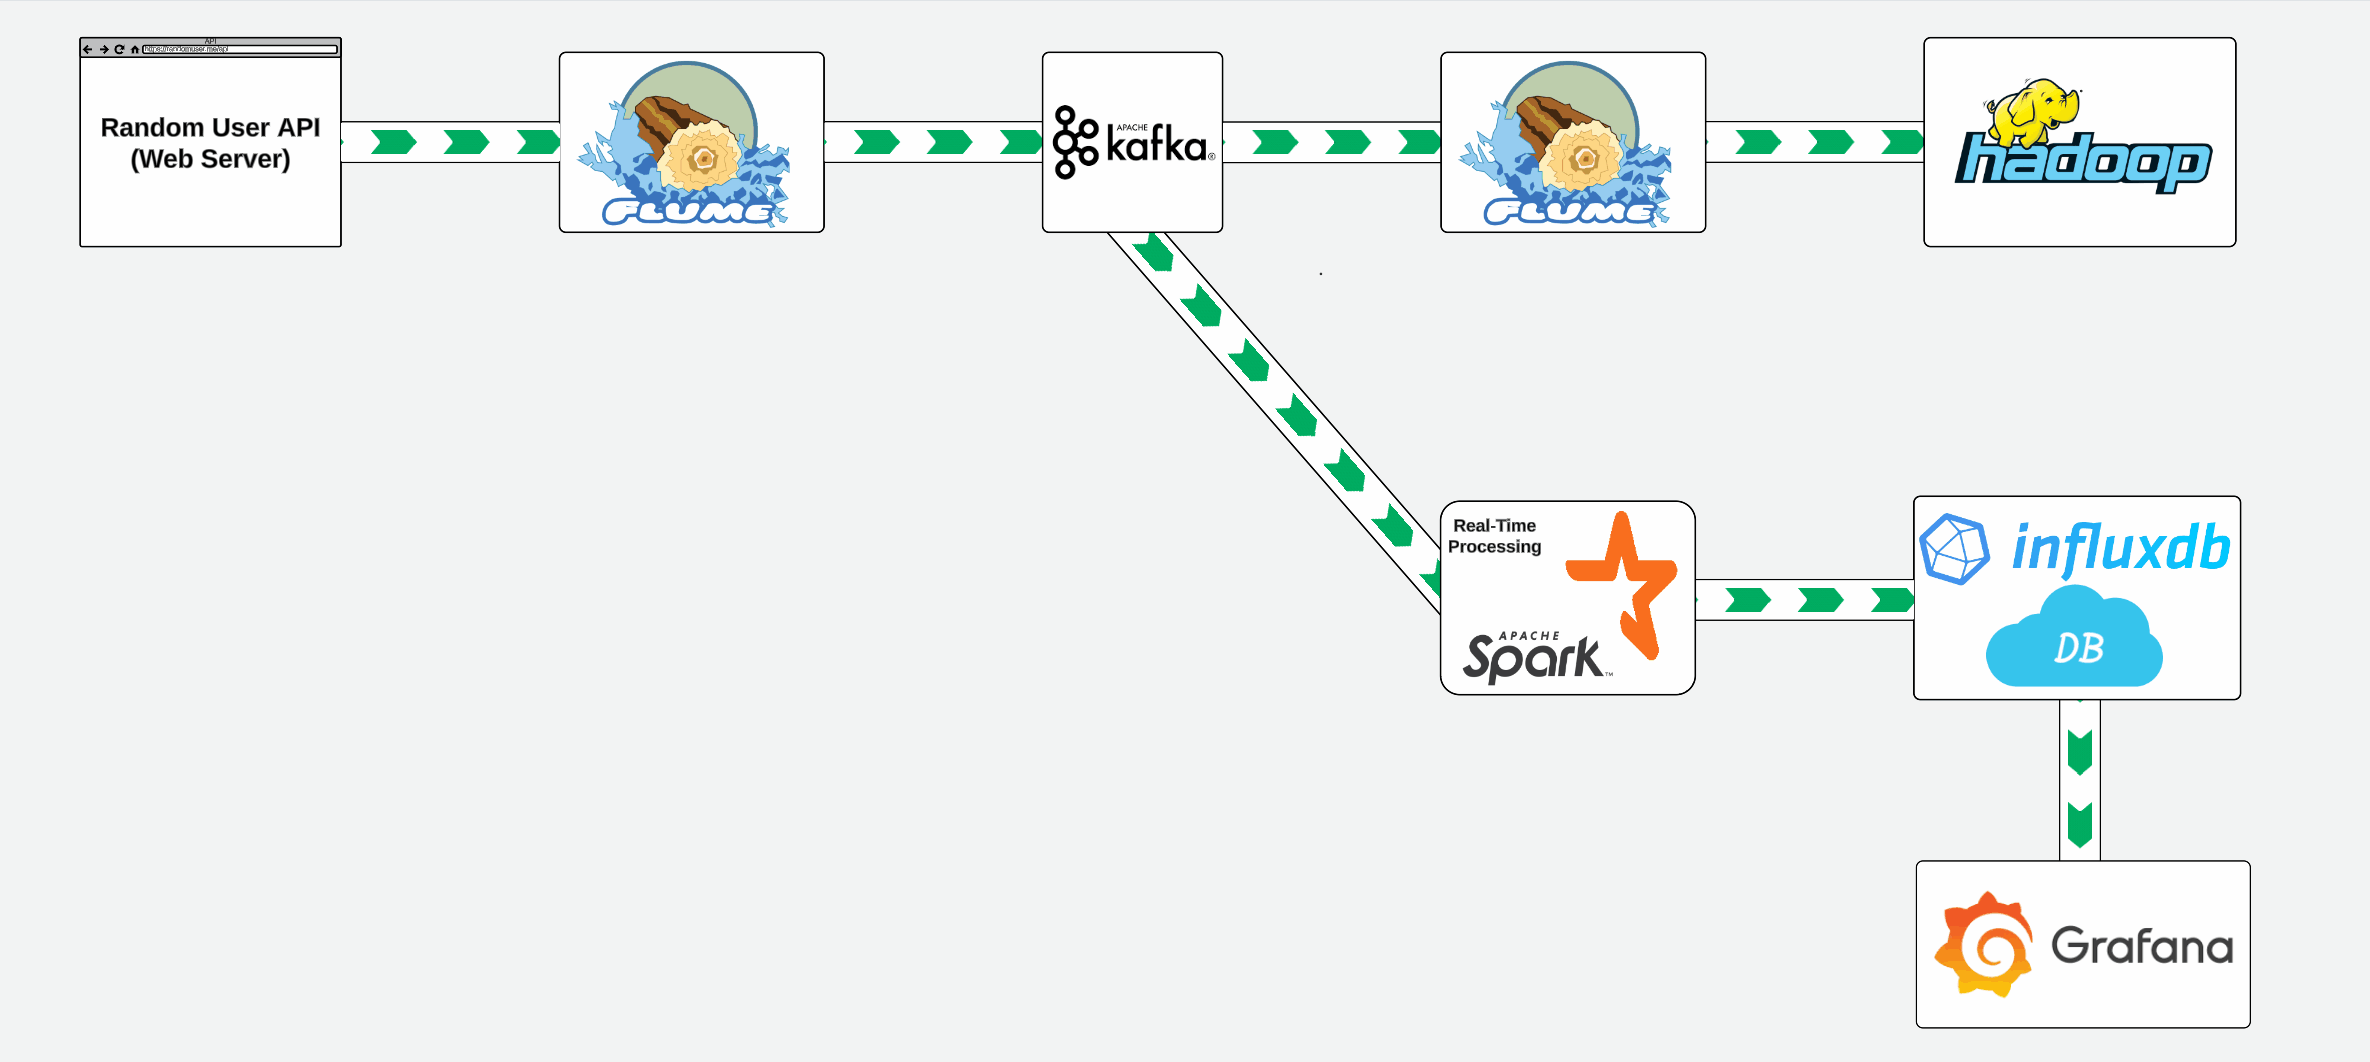 API
https://randomuser.me/api
Random User API
(Web Server)
FLUME
APACHE
kafka
FLUME
hadoop
Real-Time
Processing
APACHE
Spark™
influxdb
DB
Grafana